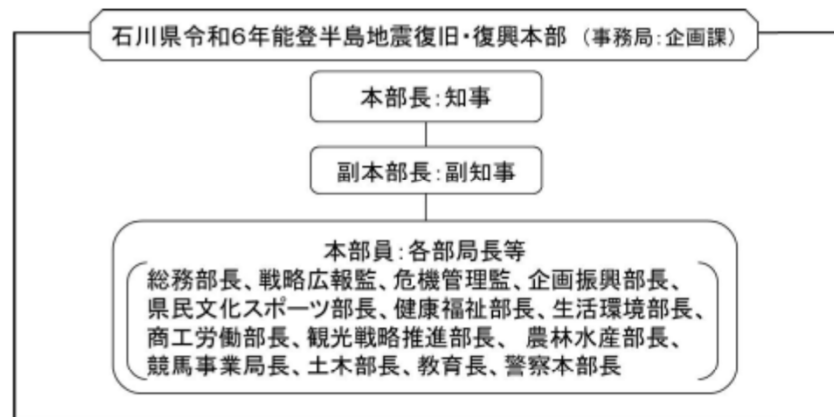 石川県令和6年能登半島地震復旧・復興本部 (事務局:企画課)
本部長:知事
副本部長:副知事
本部員:各部局長等
総務部長、戦略広報監、危機管理監、企画振興部長、
県民文化スポーツ部長、健康福祉部長、生活環境部長、
商工労働部長、観光戦略推進部長、 農林水産部長、
競馬事業局長、土木部長、教育長、警察本部長